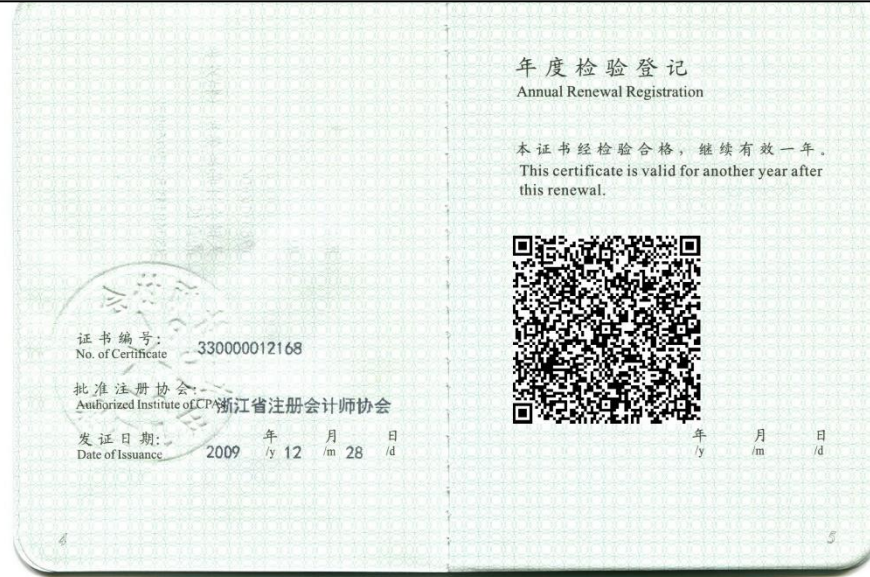 证书编号:
No. of Certificate
330000012168
批准注册协会:
Authorized Institute of CPAs
浙江省注册会计师协会
发证日期:
Date of Issuance
2009 年 /y 12 月 /m 28 日 /d
4
年度检验登记
Annual Renewal Registration
本证书经检验合格，继续有效一年。
This certificate is valid for another year after
this renewal.
年 月 日
/y /m /d
5